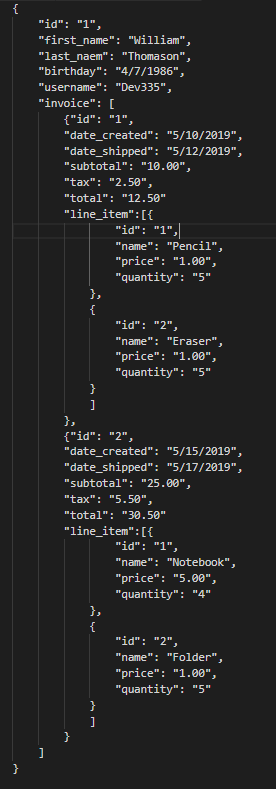 {
"id": "1",
"first_name": "William",
"last_naem": "Thomason",
"birthday": "4/7/1986",
"username": "Dev335",
"invoice": [
{"id": "1",
"date_created": "5/10/2019",
"date_shipped": "5/12/2019",
"subtotal": "10.00",
"tax": "2.50",
"total": "12.50"
"line_item":[{
"id": "1",
"name": "Pencil",
"price": "1.00",
"quantity": "5"
},
{
"id": "2",
"name": "Eraser",
"price": "1.00",
"quantity": "5"
}
]
},
{"id": "2",
"date_created": "5/15/2019",
"date_shipped": "5/17/2019",
"subtotal": "25.00",
"tax": "5.50",
"total": "30.50"
"line_item":[{
"id": "1",
"name": "Notebook",
"price": "5.00",
"quantity": "4"
},
{
"id": "2",
"name": "Folder",
"price": "1.00",
"quantity": "5"
}
]
}
]
}